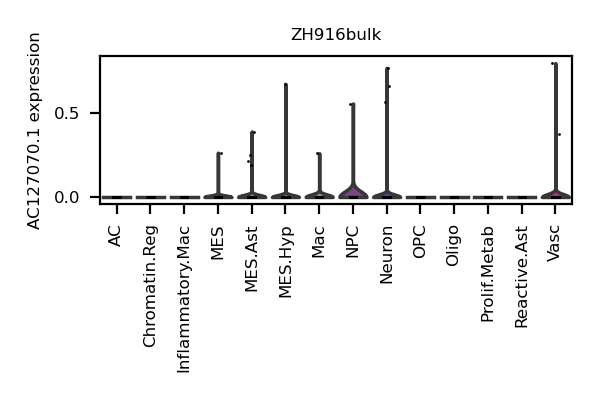 ZH916bulk
AC127070.1 expression
0.5
0.0
AC
Chromatin.Reg
Inflammatory.Mac
MES
MES.Ast
MES.Hyp
Mac
NPC
Neuron
OPC
Oligo
Prolif.Metab
Reactive.Ast
Vasc